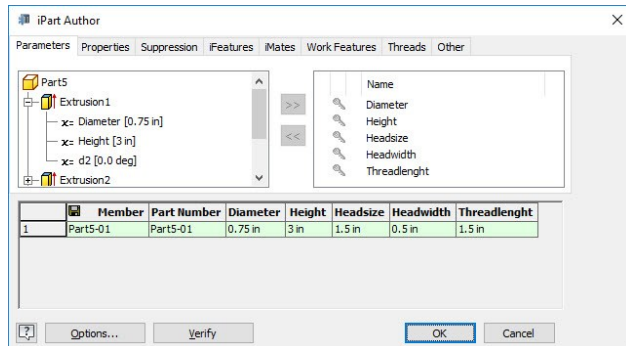 iPart Author
Parameters Properties Suppression iFeatures iMates Work Features Threads Other
Part5
Extrusion1
x= Diameter [0.75 in]
x= Height [3 in]
x= d2 [0.0 deg]
Extrusion2
>>
<<
Name
Diameter
Height
Headsize
Headwidth
Threadlenght
Member Part Number Diameter Height Headsize Headwidth Threadlenght
1 Part5-01 Part5-01 0.75 in 3 in 1.5 in 0.5 in 1.5 in
? Options... Verify OK Cancel